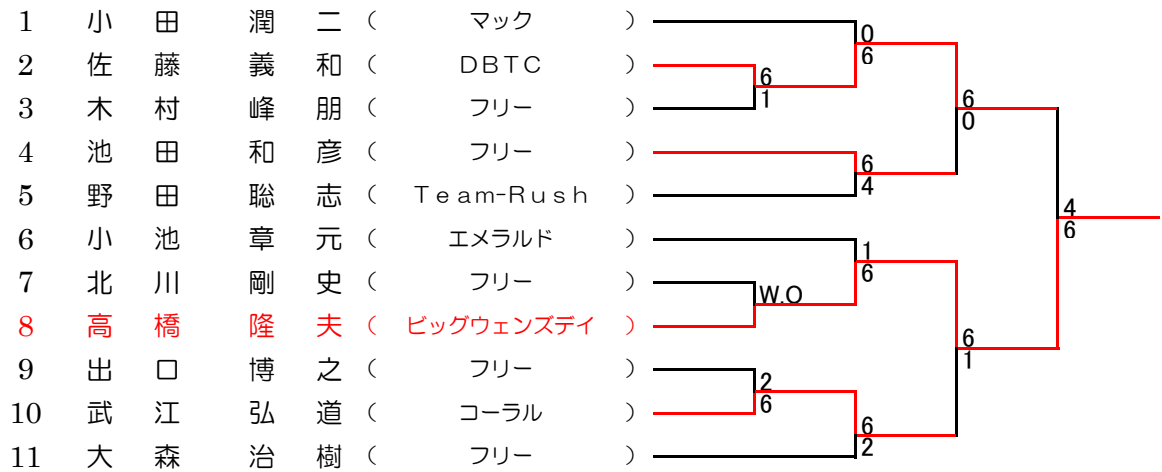 1 小 田 潤 二 （ マック ） 0
2 佐 藤 義 和 （ DBTC ） 6 6
3 木 村 峰 朋 （ フリー ） 1 6 0
4 池 田 和 彦 （ フリー ） 6
5 野 田 聡 志 （ Team-Rush ） 4 4
6 小 池 章 元 （ エメラルド ） 1 6
7 北 川 剛 史 （ フリー ） W.O 6
8 高 橋 隆 夫 （ ビッグウェンズデイ ） 6
9 出 口 博 之 （ フリー ） 2 1
10 武 江 弘 道 （ コーラル ） 6 6
11 大 森 治 樹 （ フリー ） 2